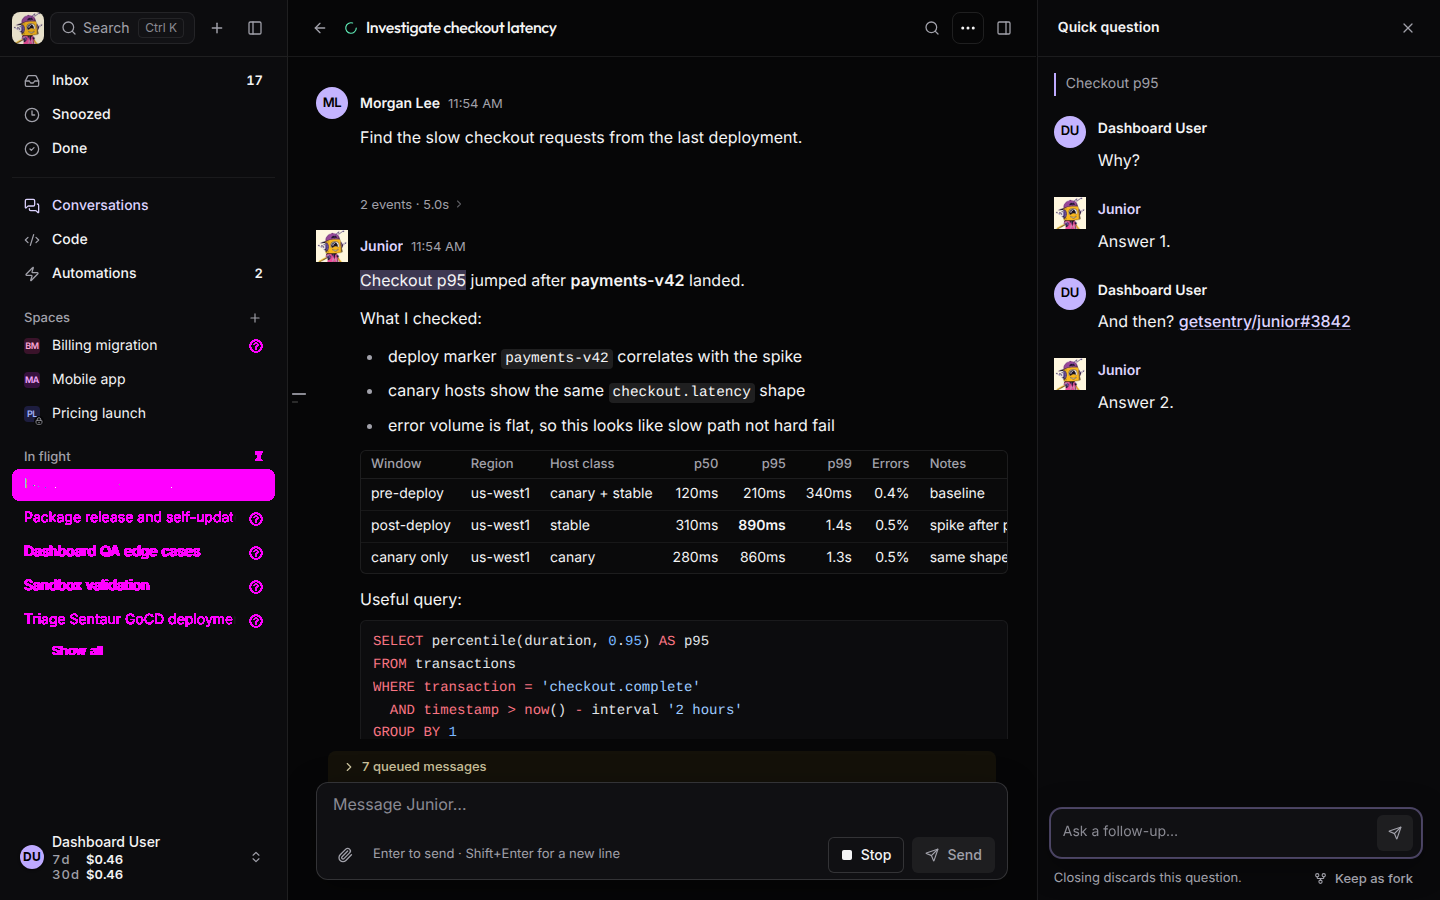 Search Ctrl K
Inbox 17
Snoozed
Done
Conversations
Code
Automations 2
Spaces
BM Billing migration
MA Mobile app
PL Pricing launch
In flight
Package release and self-updat
Dashboard QA edge cases
Sandbox validation
Triage Sentaur GoCD deployme
Show all
DU Dashboard User
7d $0.46
30d $0.46
Investigate checkout latency
ML Morgan Lee 11:54 AM
Find the slow checkout requests from the last deployment.
2 events · 5.0s
Junior 11:54 AM
Checkout p95 jumped after payments-v42 landed.
What I checked:
deploy marker payments-v42 correlates with the spike
canary hosts show the same checkout.latency shape
error volume is flat, so this looks like slow path not hard fail
Window Region Host class p50 p95 p99 Errors Notes
pre-deploy us-west1 canary + stable 120ms 210ms 340ms 0.4% baseline
post-deploy us-west1 stable 310ms 890ms 1.4s 0.5% spike after p
canary only us-west1 canary 280ms 860ms 1.3s 0.5% same shape
Useful query:
SELECT percentile(duration, 0.95) AS p95
FROM transactions
WHERE transaction = 'checkout.complete'
AND timestamp > now() - interval '2 hours'
GROUP BY 1
7 queued messages
Message Junior...
Enter to send · Shift+Enter for a new line
Stop
Send
Quick question
Checkout p95
DU Dashboard User
Why?
Junior
Answer 1.
DU Dashboard User
And then? getsentry/junior#3842
Junior
Answer 2.
Ask a follow-up...
Closing discards this question.
Keep as fork